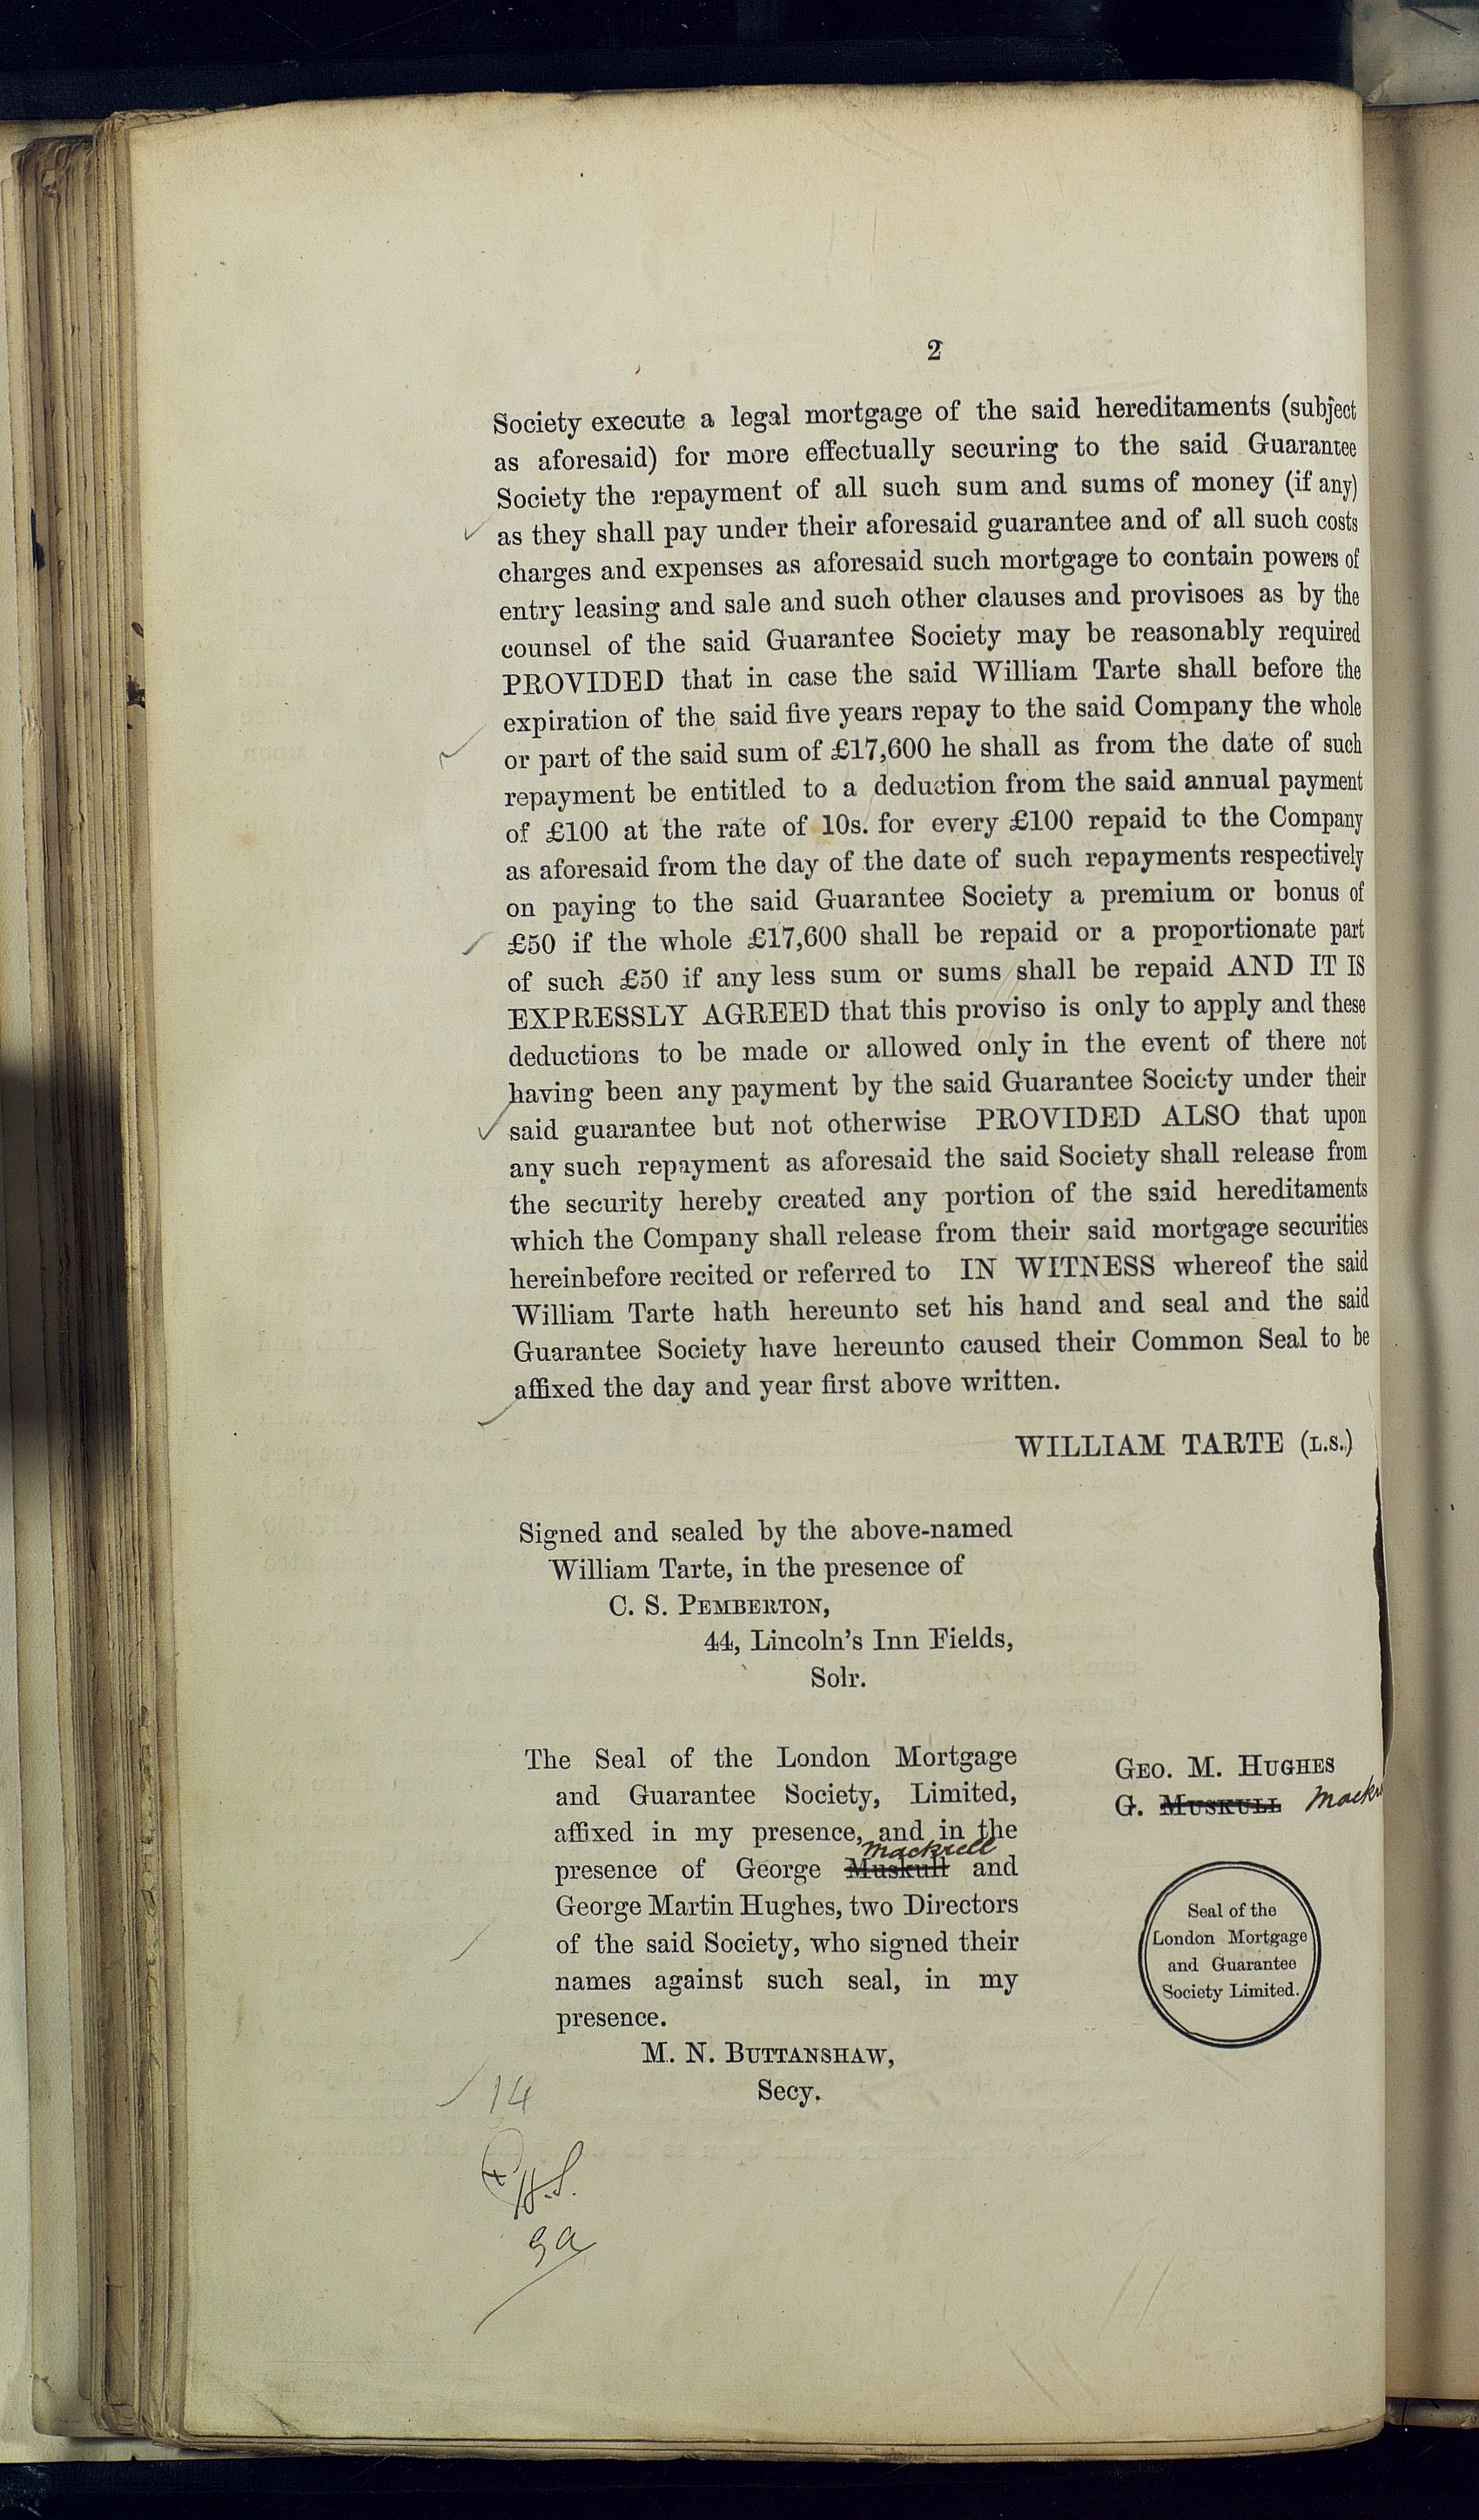 2
Society execute a legal mortgage of the said hereditaments (subject
as aforesaid) for more effectually securing to the said Guarantee
Society the repayment of all such sum and sums of money (if any)
as they shall pay under their aforesaid guarantee and of all such costs
charges and expenses as aforesaid such mortgage to contain powers of
entry leasing and sale and such other clauses and provisoes as by the
counsel of the said Guarantee Society may be reasonably required
PROVIDED that in case the said William Tarte shall before the
expiration of the said five years repay to the said Company the whole
or part of the said sum of £17,600 he shall as from the date of such
repayment be entitled to a deduction from the said annual payment
of £100 at the rate of 10s. for every £100 repaid to the Company
as aforesaid from the day of the date of such repayments respectively
on paying to the said Guarantee Society a premium or bonus of
£50 if the whole £17,600 shall be repaid or a proportionate part
of such £50 if any less sum or sums shall be repaid AND IT IS
EXPRESSLY AGREED that this proviso is only to apply and these
deductions to be made or allowed only in the event of there not
having been any payment by the said Guarantee Society under their
said guarantee but not otherwise PROVIDED ALSO that upon
any such repayment as aforesaid the said Society shall release from
the security hereby created any portion of the said hereditaments
which the Company shall release from their said mortgage securities
hereinbefore recited or referred to IN WITNESS whereof the said
William Tarte hath hereunto set his hand and seal and the said
Guarantee Society have hereunto caused their Common Seal to be
affixed the day and year first above written.
WILLIAM TARTE (L.S.)
Signed and sealed by the above-named
William Tarte, in the presence of
C. S. PEMBERTON,
44, Lincoln's Inn Fields,
Solr.
The Seal of the London Mortgage
and Guarantee Society, Limited,
affixed in my presence, and in the
mackrell
presence of George Muskull and
George Martin Hughes, two Directors
of the said Society, who signed their
names against such seal, in my
presence.
M. N. BUTTANSHAW,
Secy.
GEO. M. HUGHES
G. MUSKULL
Seal of the
London Mortgage
and Guarantee
Society Limited.
14